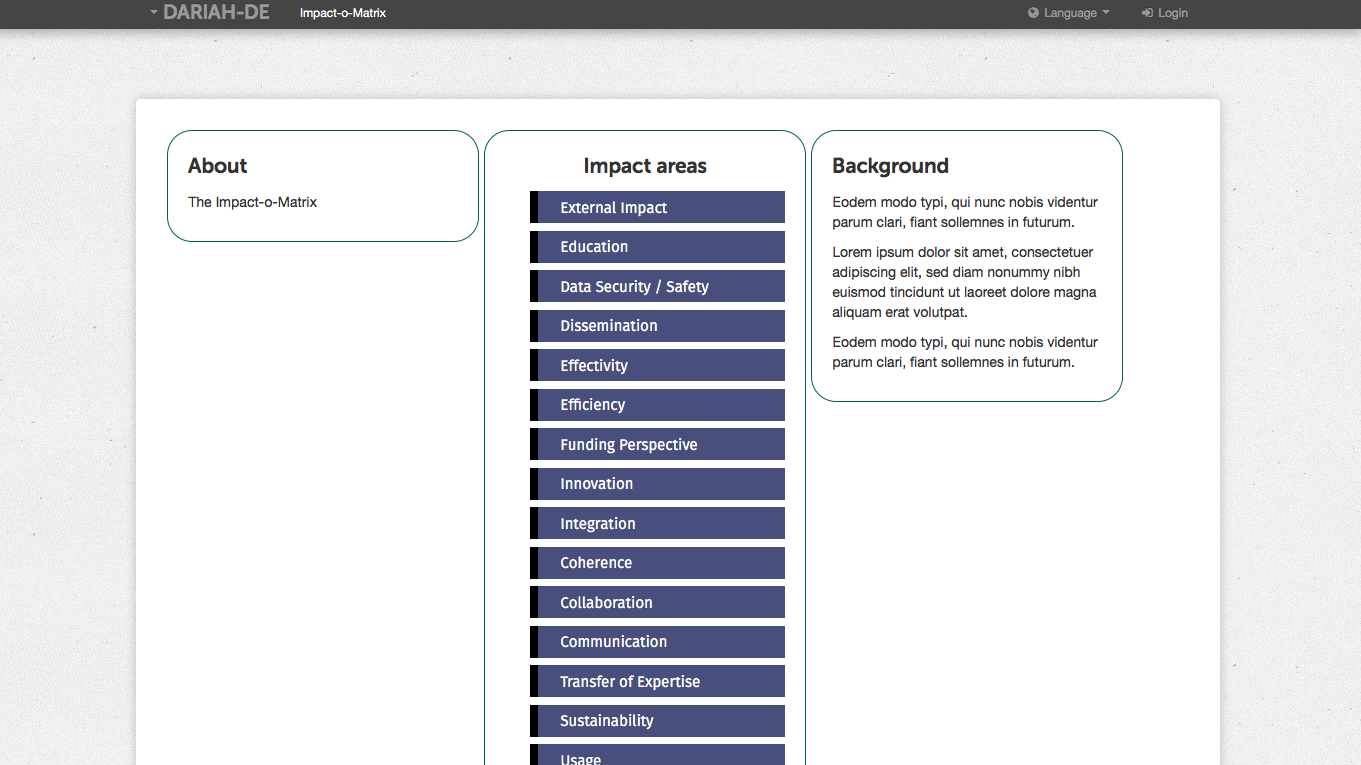 DARIAH-DE
Impact-o-Matrix
Language
Login
About
The Impact-o-Matrix
Impact areas
External Impact
Education
Data Security / Safety
Dissemination
Effectivity
Efficiency
Funding Perspective
Innovation
Integration
Coherence
Collaboration
Communication
Transfer of Expertise
Sustainability
Usage
Background
Eodem modo typi, qui nunc nobis videntur
parum clari, fiant sollemnes in futurum.
Lorem ipsum dolor sit amet, consectetuer
adipiscing elit, sed diam nonummy nibh
euismod tincidunt ut laoreet dolore magna
aliquam erat volutpat.
Eodem modo typi, qui nunc nobis videntur
parum clari, fiant sollemnes in futurum.